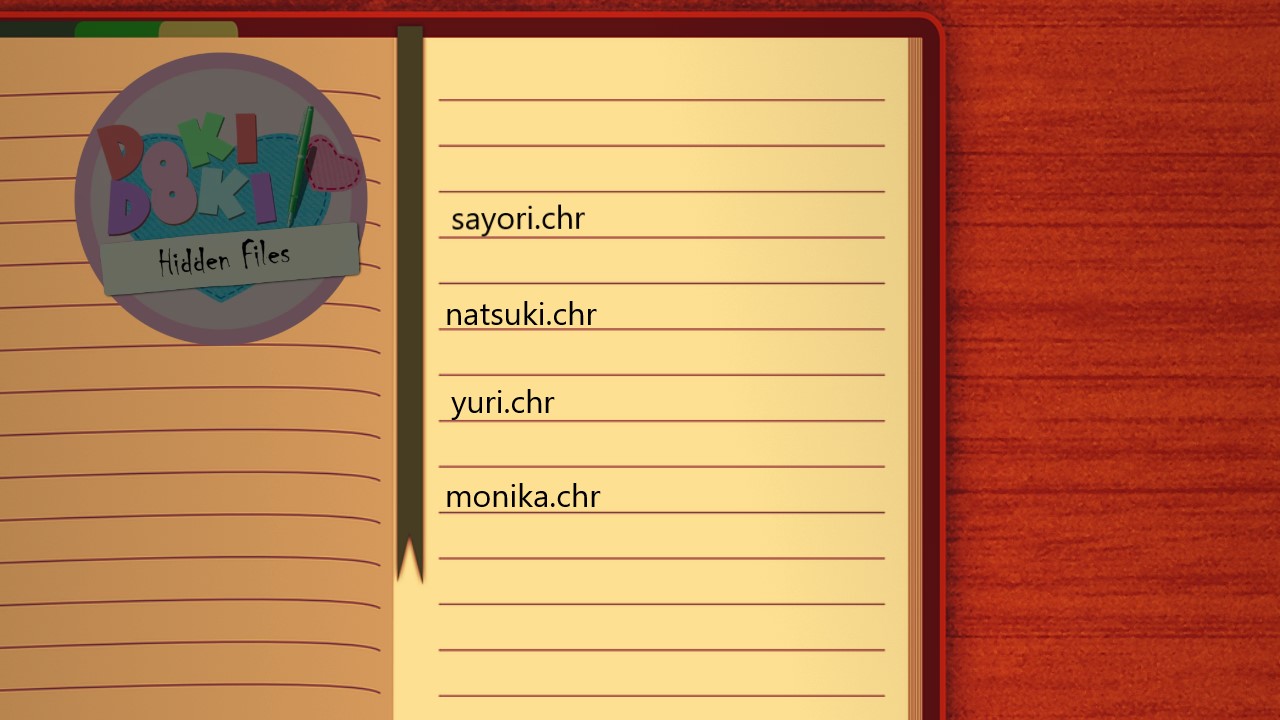 DOKI
DOKI
Hidden Files
sayori.chr
natsuki.chr
yuri.chr
monika.chr